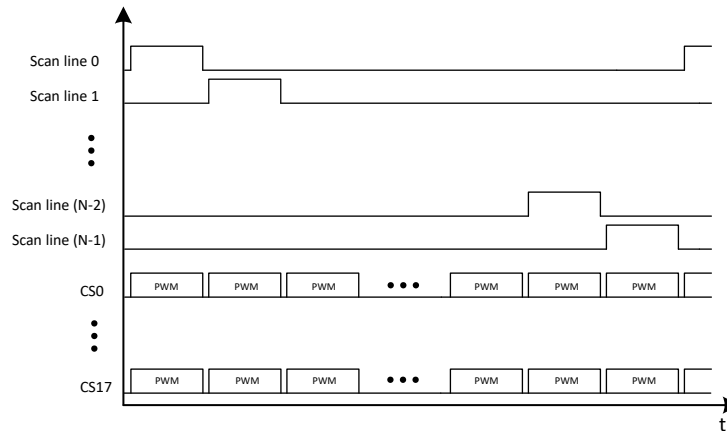 Scan line 0
Scan line 1
Scan line (N-2)
Scan line (N-1)
CS0
PWM PWM PWM PWM PWM PWM
CS17
PWM PWM PWM PWM PWM PWM
t